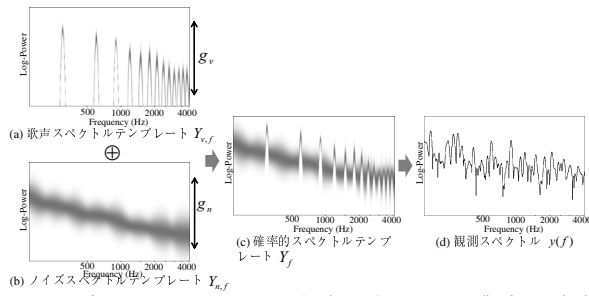 Log-Power
g_v
500 1000 2000 4000
Frequency (Hz)
(a) 歌声スペクトルテンプレート Y_{v,f}
⊕
Log-Power
g_n
500 1000 2000 4000
Frequency (Hz)
(b) ノイズスペクトルテンプレート Y_{n,f}
Log-Power
500 1000 2000 4000
Frequency (Hz)
(c) 確率的スペクトルテンプ
レート Y_f
Log-Power
500 1000 2000 4000
Frequency (Hz)
(d) 観測スペクトル y(f)